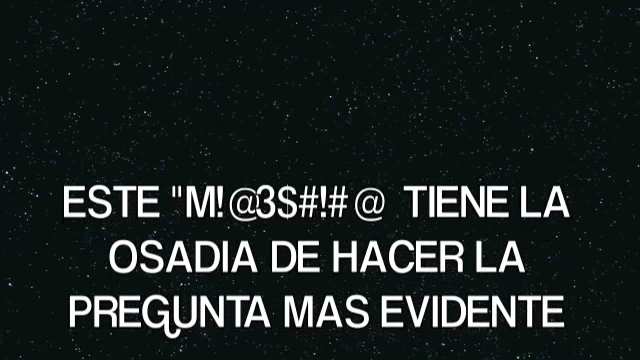 ESTE "M!@3$#!#@ TIENE LA
OSADIA DE HACER LA
PREGUNTA MAS EVIDENTE